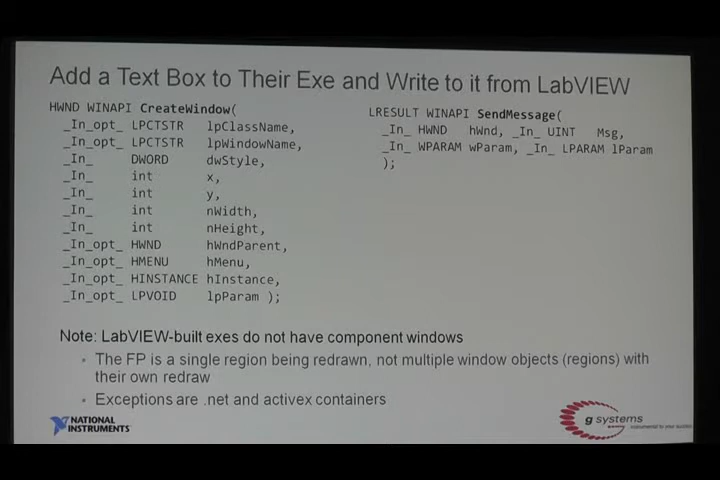 Add a Text Box to Their Exe and Write to it from LabVIEW
HWND WINAPI CreateWindow(
_In_opt_ LPCTSTR lpClassName,
_In_opt_ LPCTSTR lpWindowName,
_In_ DWORD dwStyle,
_In_ int x,
_In_ int y,
_In_ int nWidth,
_In_ int nHeight,
_In_opt_ HWND hWndParent,
_In_opt_ HMENU hMenu,
_In_opt_ HINSTANCE hInstance,
_In_opt_ LPVOID lpParam );
LRESULT WINAPI SendMessage(
_In_ HWND hWnd, _In_ UINT Msg,
_In_ WPARAM wParam, _In_ LPARAM lParam
);
Note: LabVIEW-built exes do not have component windows
• The FP is a single region being redrawn, not multiple window objects (regions) with
their own redraw
• Exceptions are .net and activex containers
NATIONAL
INSTRUMENTS
g systems
instrumental to your success